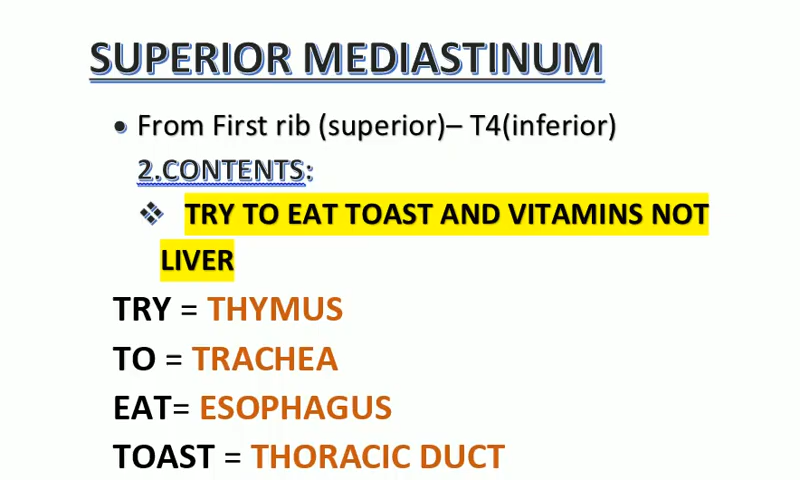 SUPERIOR MEDIASTINUM
• From First rib (superior)– T4(inferior)
2.CONTENTS:
❖ TRY TO EAT TOAST AND VITAMINS NOT
LIVER
TRY = THYMUS
TO = TRACHEA
EAT= ESOPHAGUS
TOAST = THORACIC DUCT